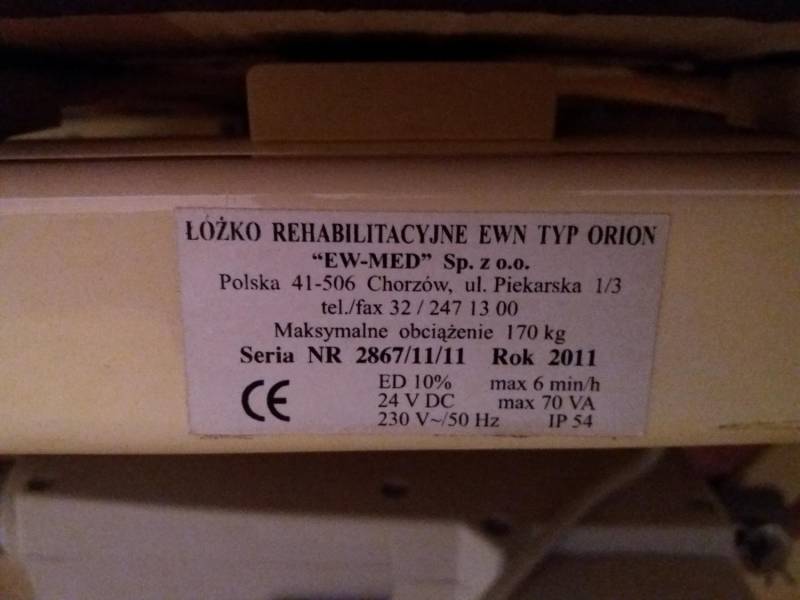 ŁÓŻKO REHABILITACYJNE EWN TYP ORION
“EW-MED” Sp. z o.o.
Polska 41-506 Chorzów, ul. Piekarska 1/3
tel./fax 32 / 247 13 00
Maksymalne obciążenie 170 kg
Seria NR 2867/11/11 Rok 2011
CE
ED 10% max 6 min/h
24 V DC max 70 VA
230 V~/50 Hz IP 54